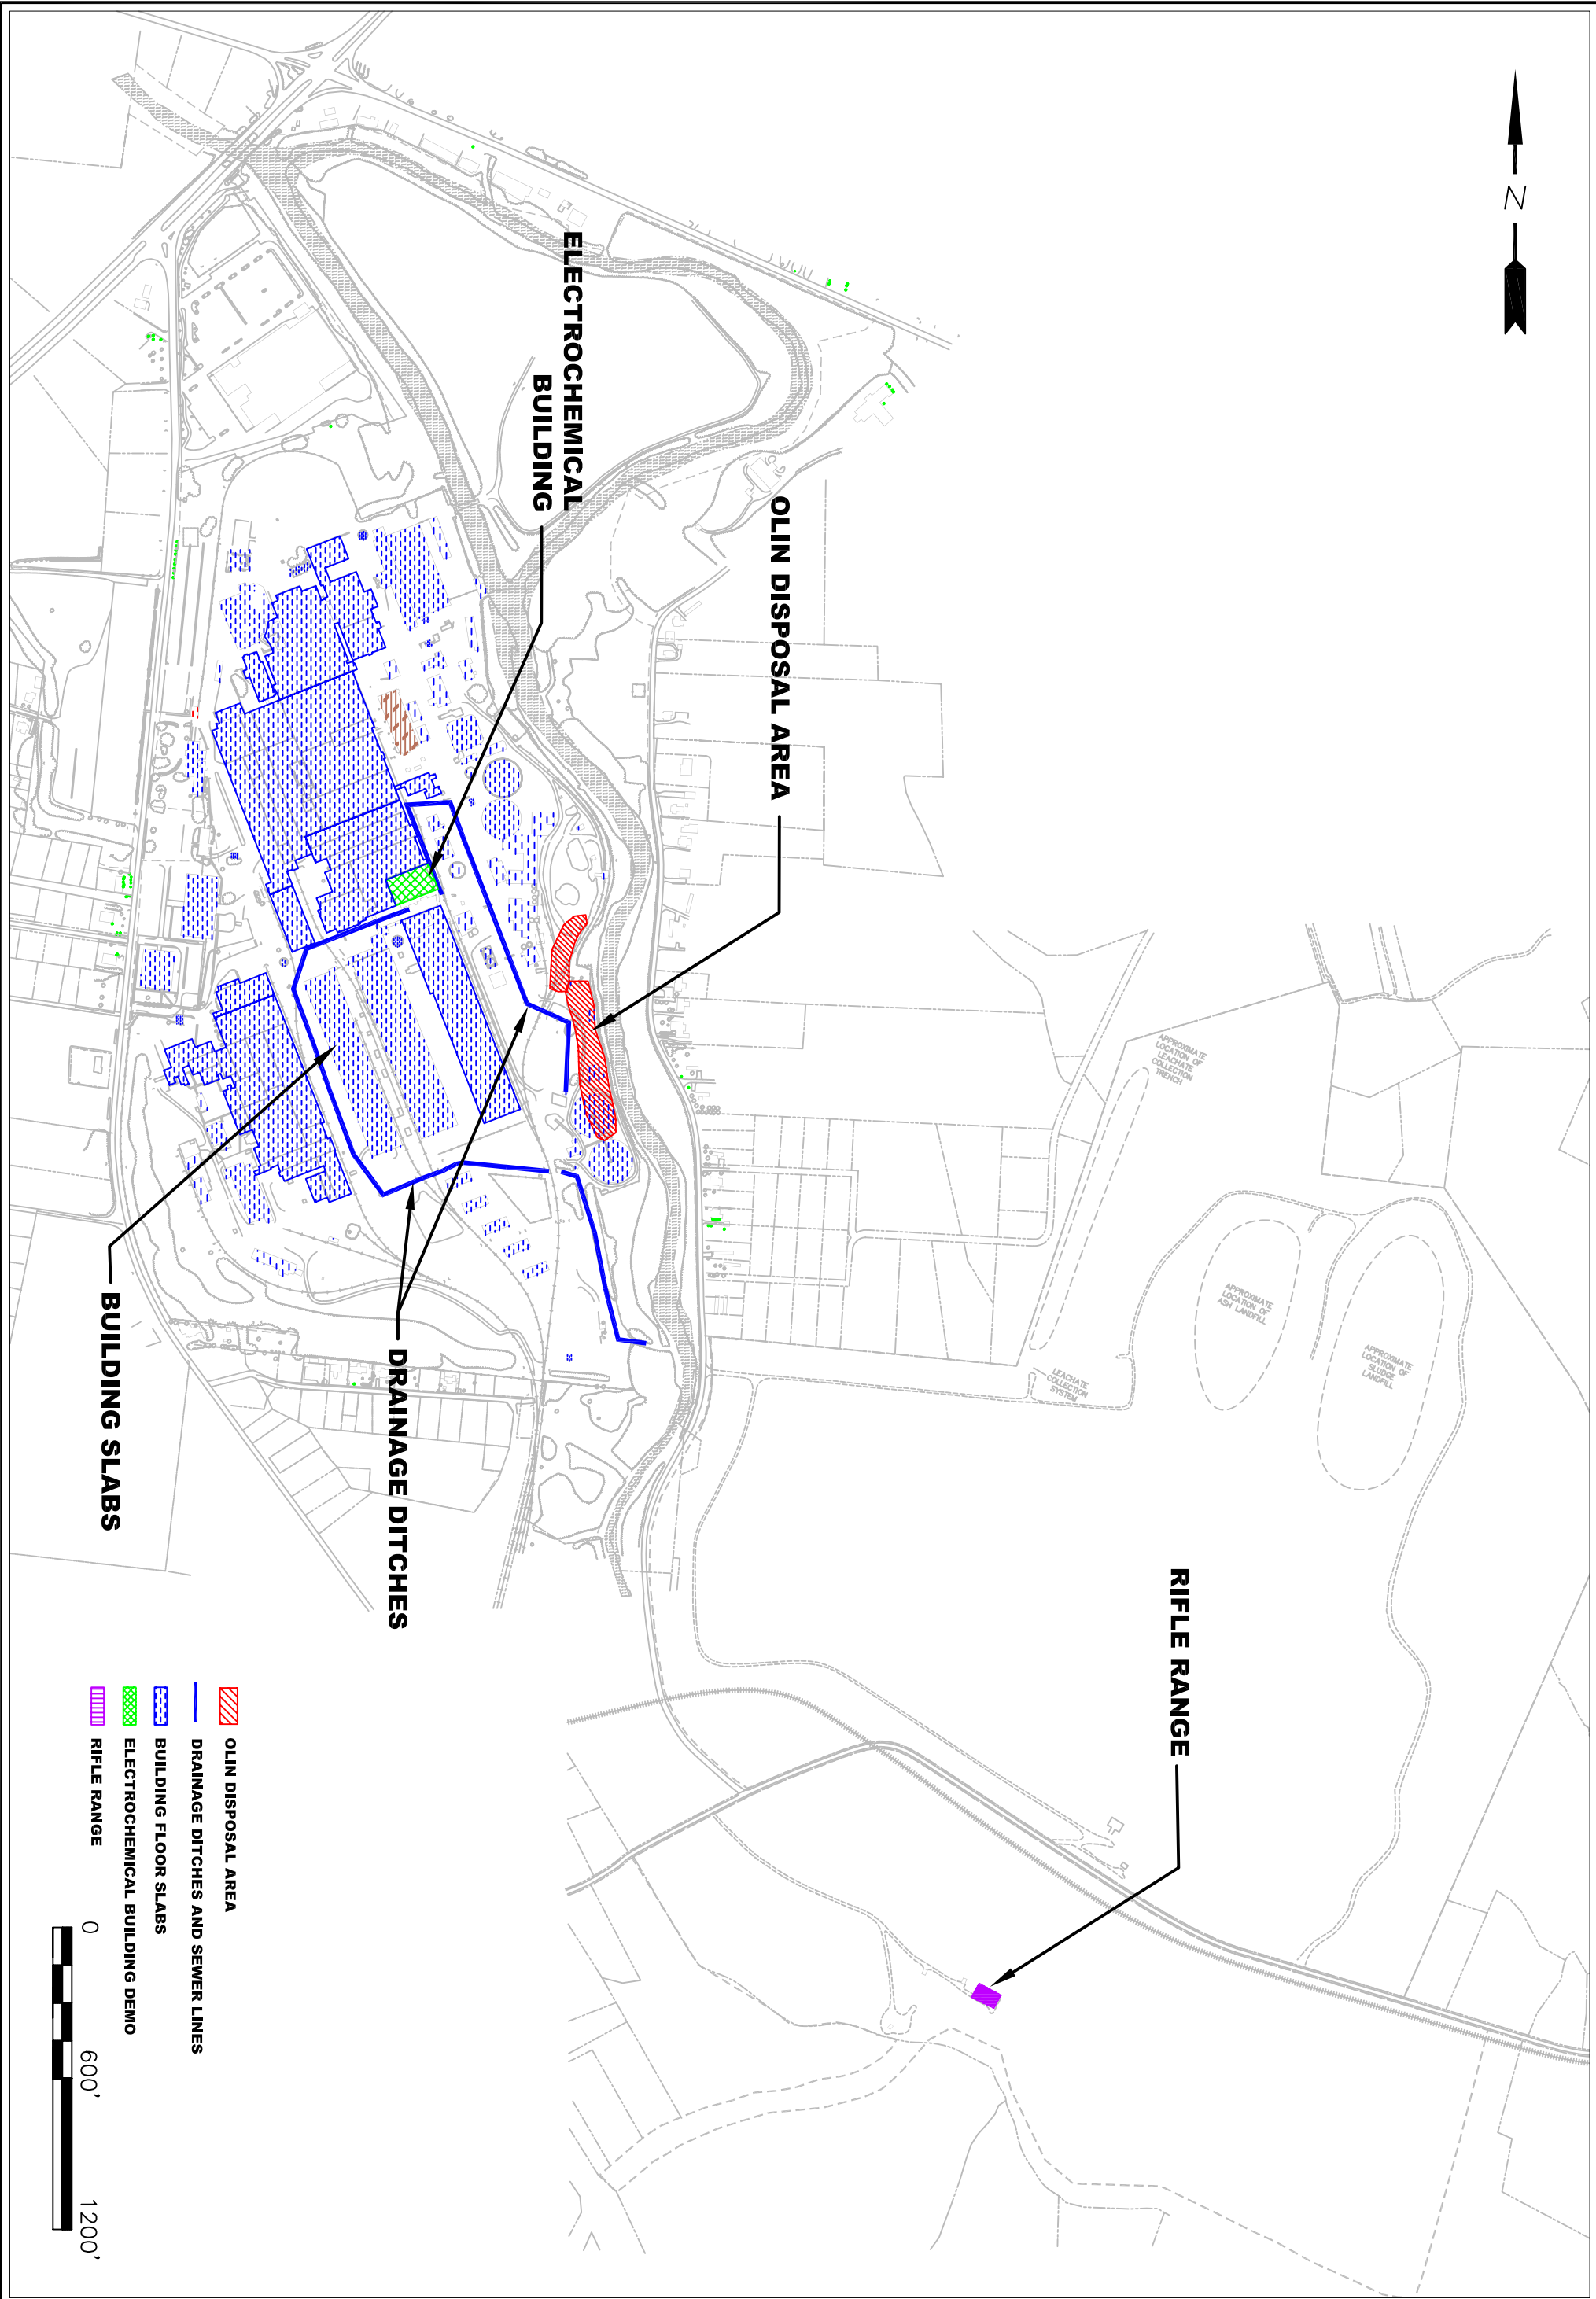 N
ELECTROCHEMICAL
BUILDING
OLIN DISPOSAL AREA
APPROXIMATE
LOCATION OF
LEACHATE
COLLECTION
TRENCH
APPROXIMATE
LOCATION OF
ASH LANDFILL
APPROXIMATE
LOCATION OF
SLUDGE
LANDFILL
LEACHATE
COLLECTION
SYSTEM
RIFLE RANGE
DRAINAGE DITCHES
BUILDING SLABS
OLIN DISPOSAL AREA
DRAINAGE DITCHES AND SEWER LINES
BUILDING FLOOR SLABS
ELECTROCHEMICAL BUILDING DEMO
RIFLE RANGE
0 600' 1200'